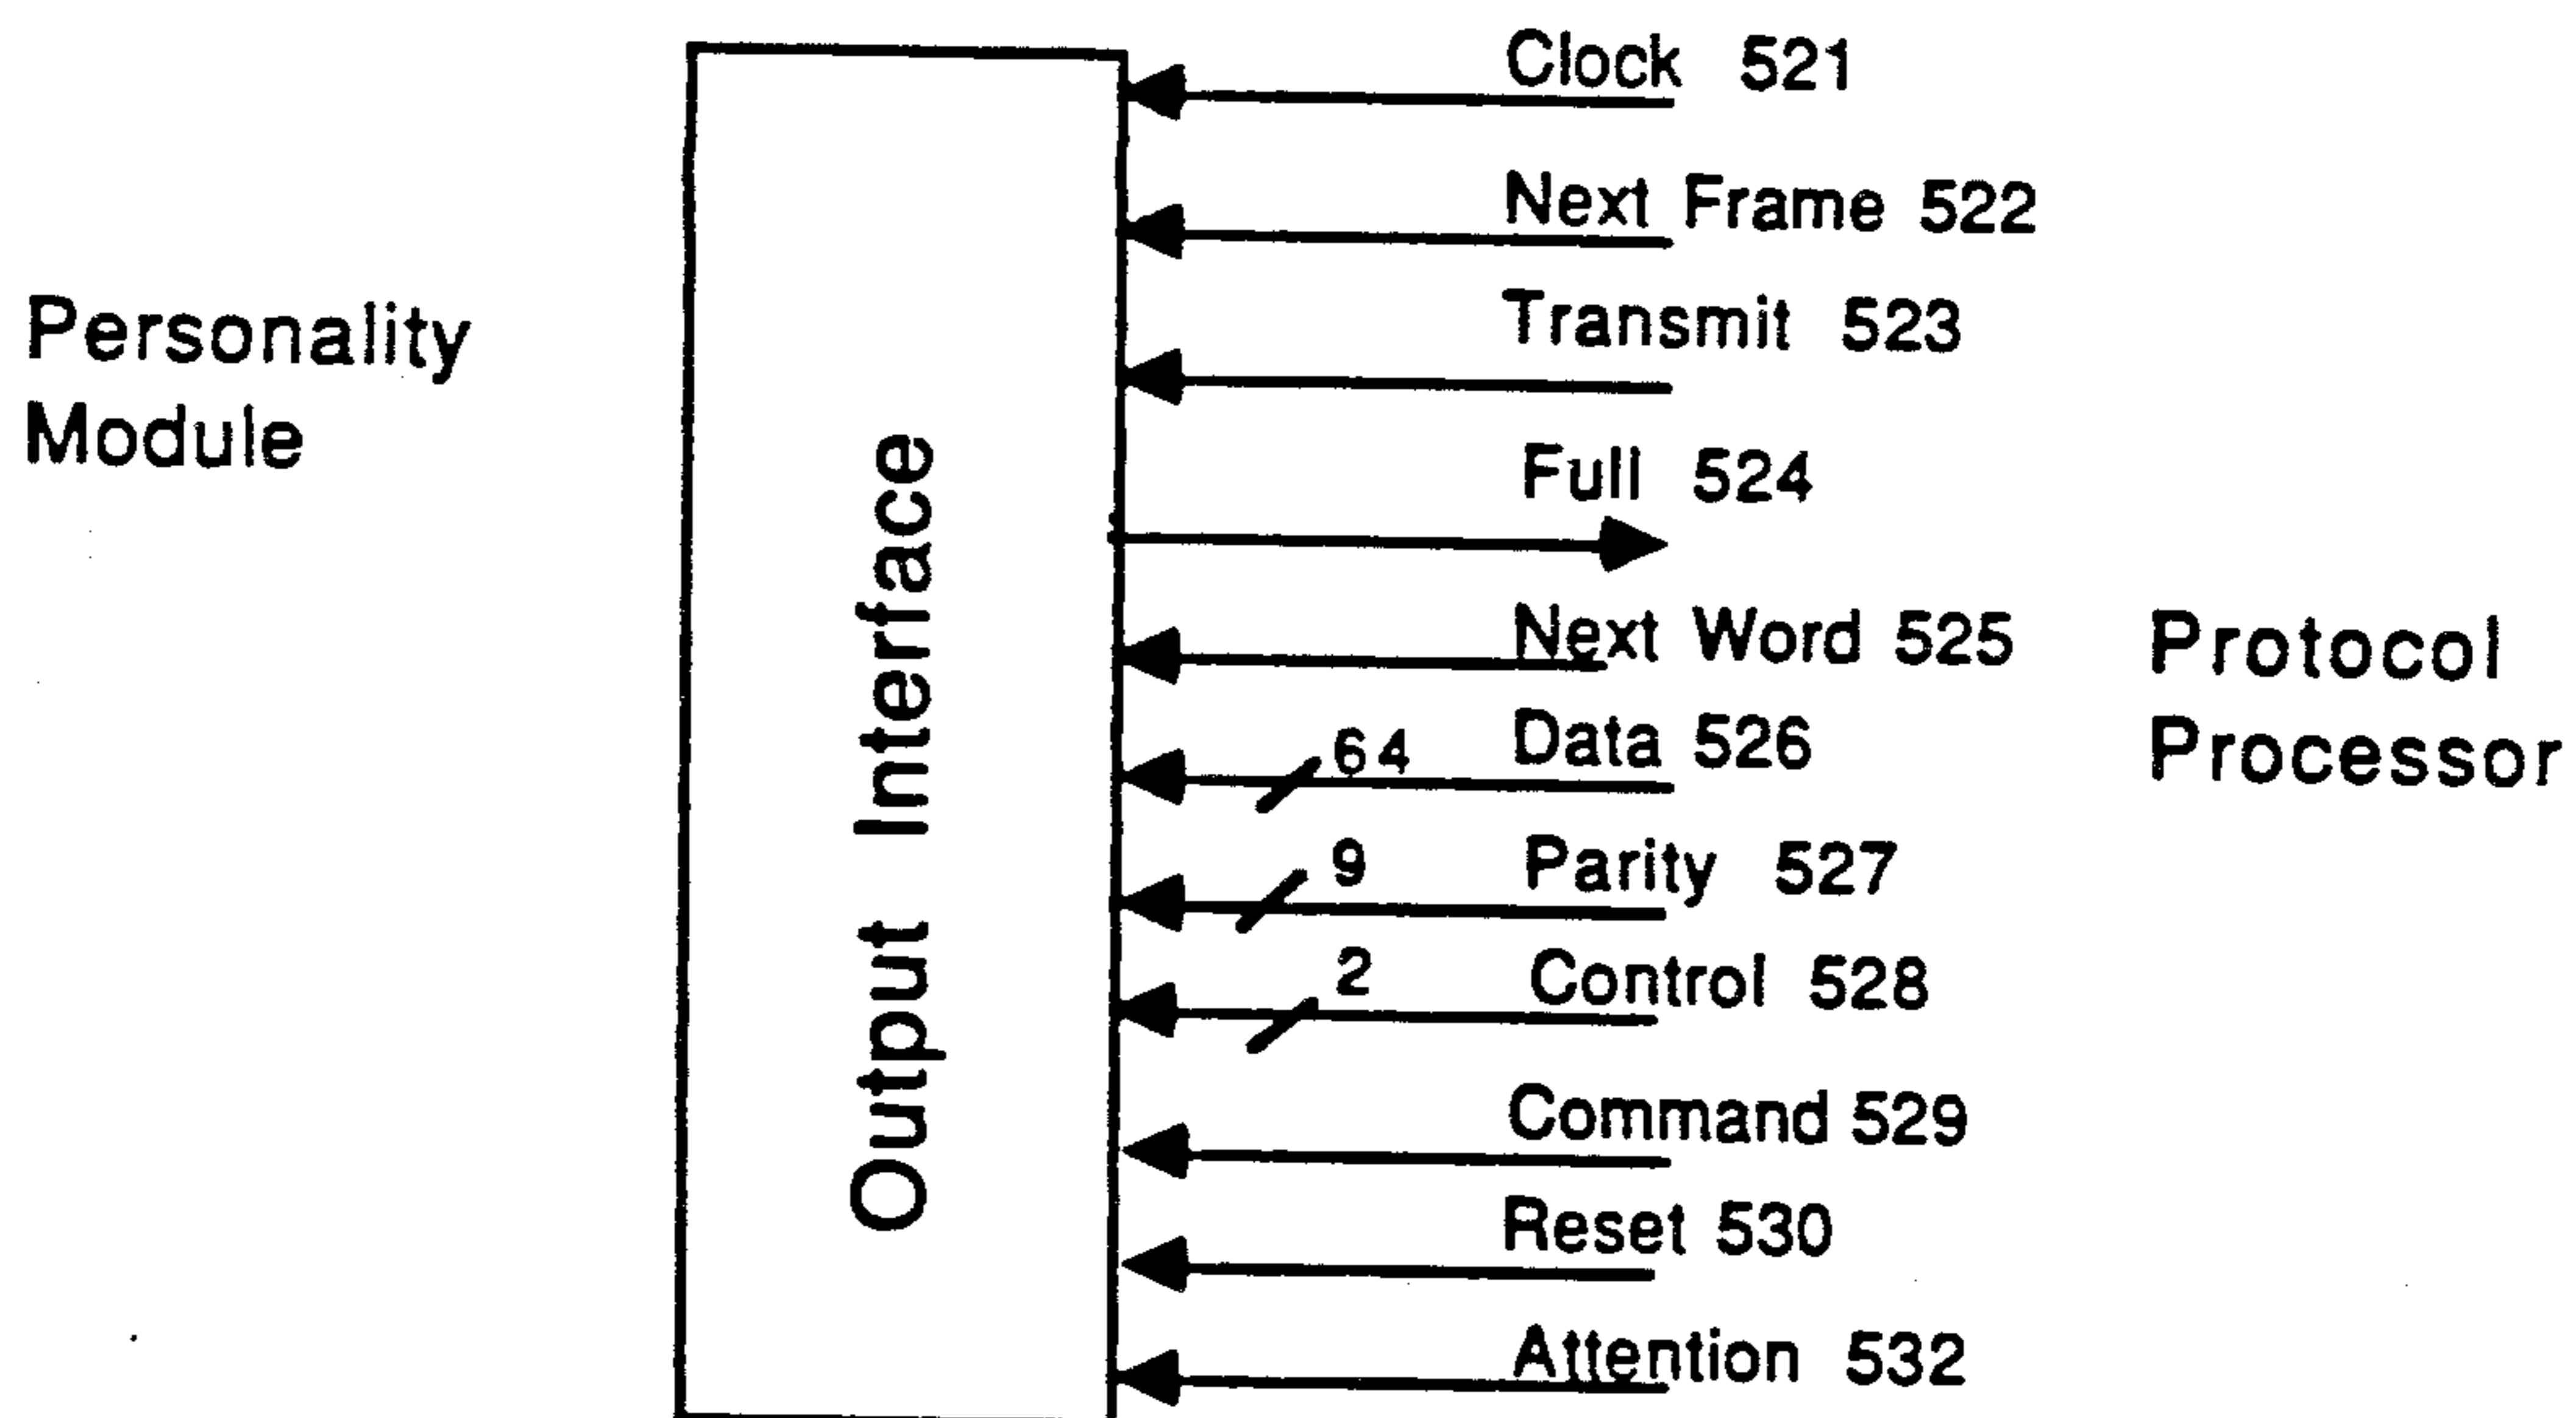 Personality
Module
Output Interface
Clock 521
Next Frame 522
Transmit 523
Full 524
Next Word 525
64 Data 526
9 Parity 527
2 Control 528
Command 529
Reset 530
Attention 532
Protocol
Processor